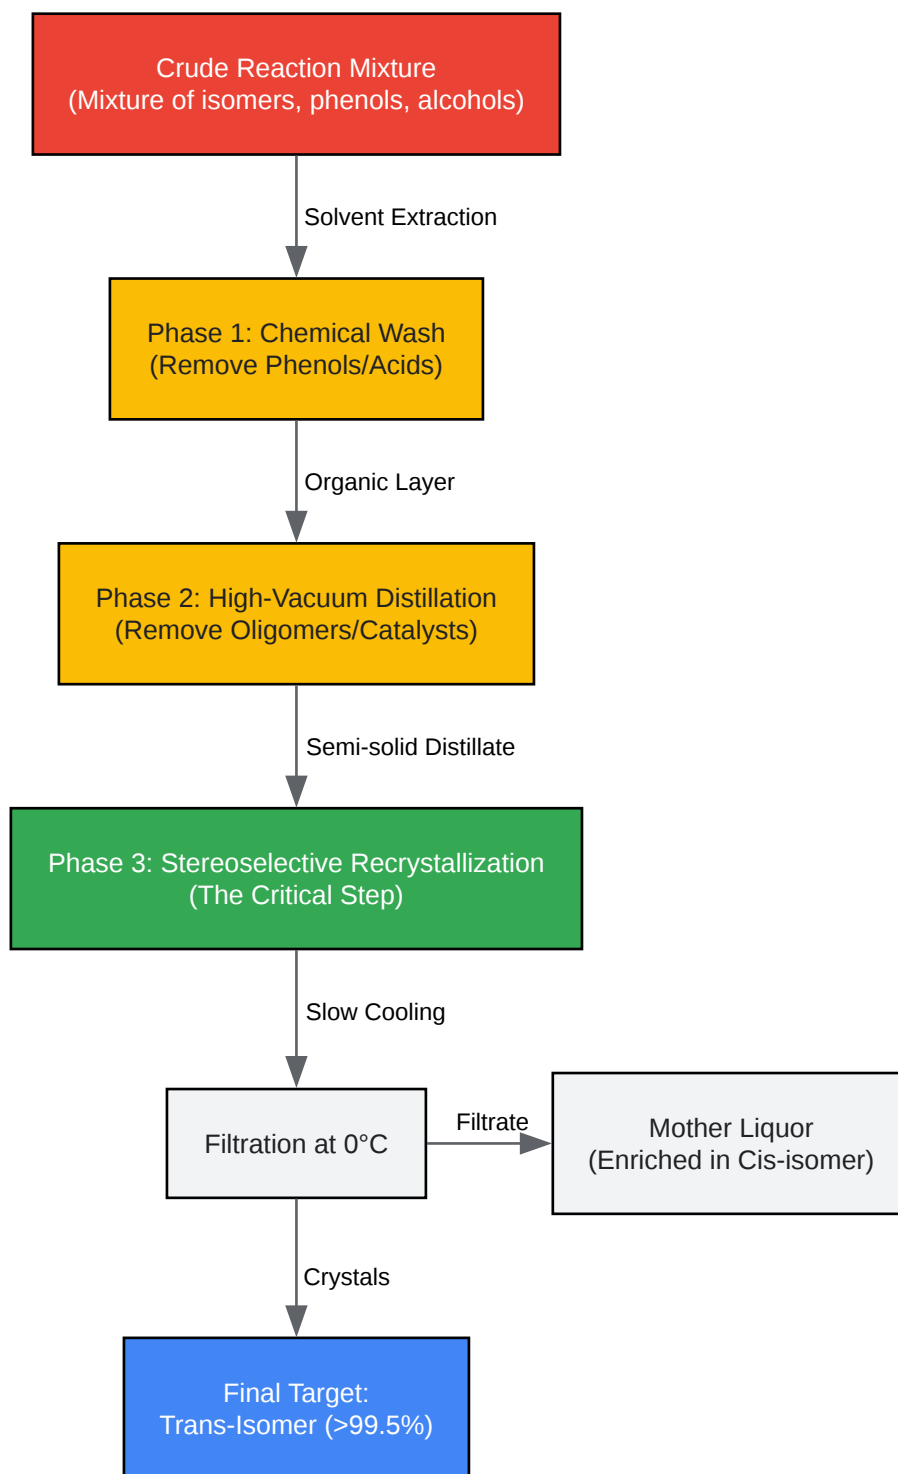 Crude Reaction Mixture
(Mixture of isomers, phenols, alcohols)
Solvent Extraction
Phase 1: Chemical Wash
(Remove Phenols/Acids)
Organic Layer
Phase 2: High-Vacuum Distillation
(Remove Oligomers/Catalysts)
Semi-solid Distillate
Phase 3: Stereoselective Recrystallization
(The Critical Step)
Slow Cooling
Filtration at 0°C
Filtrate
Mother Liquor
(Enriched in Cis-isomer)
Crystals
Final Target:
Trans-Isomer (>99.5%)